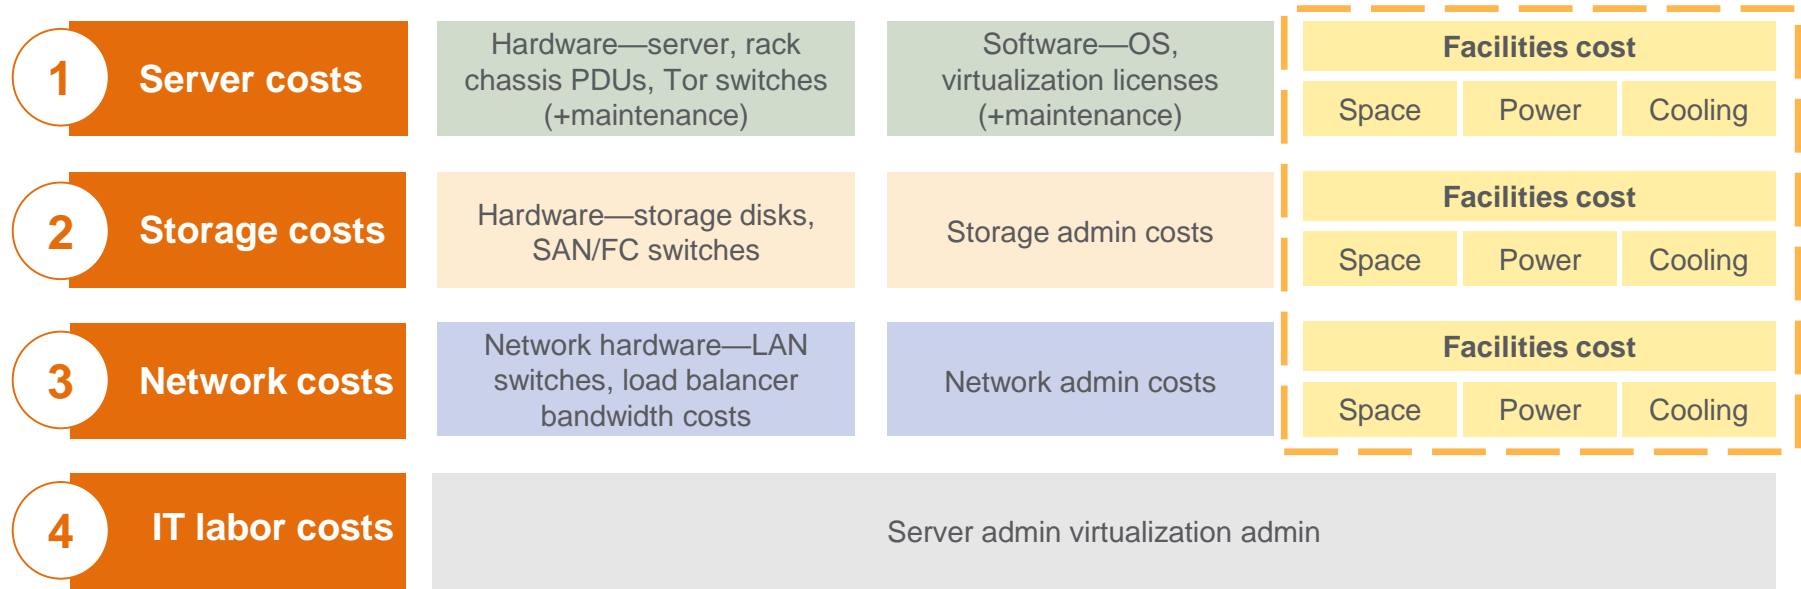 1
Server costs
Hardware—server, rack
chassis PDUs, Tor switches
(+maintenance)
Software—OS,
virtualization licenses
(+maintenance)
Facilities cost
Space
Power
Cooling
2
Storage costs
Hardware—storage disks,
SAN/FC switches
Storage admin costs
Facilities cost
Space
Power
Cooling
3
Network costs
Network hardware—LAN
switches, load balancer
bandwidth costs
Network admin costs
Facilities cost
Space
Power
Cooling
4
IT labor costs
Server admin virtualization admin